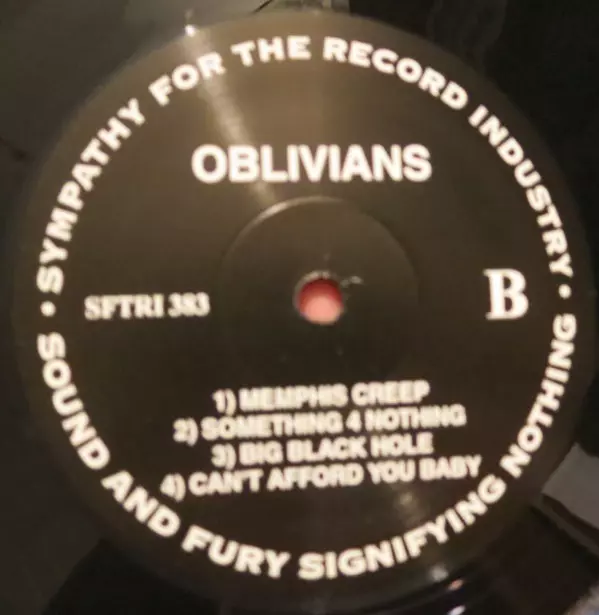 • SYMPATHY FOR THE RECORD INDUSTRY •
OBLIVIANS
SFTRI 383
B
1) MEMPHIS CREEP
2) SOMETHING 4 NOTHING
3) BIG BLACK HOLE
4) CAN'T AFFORD YOU BABY
SOUND AND FURY SIGNIFYING NOTHING